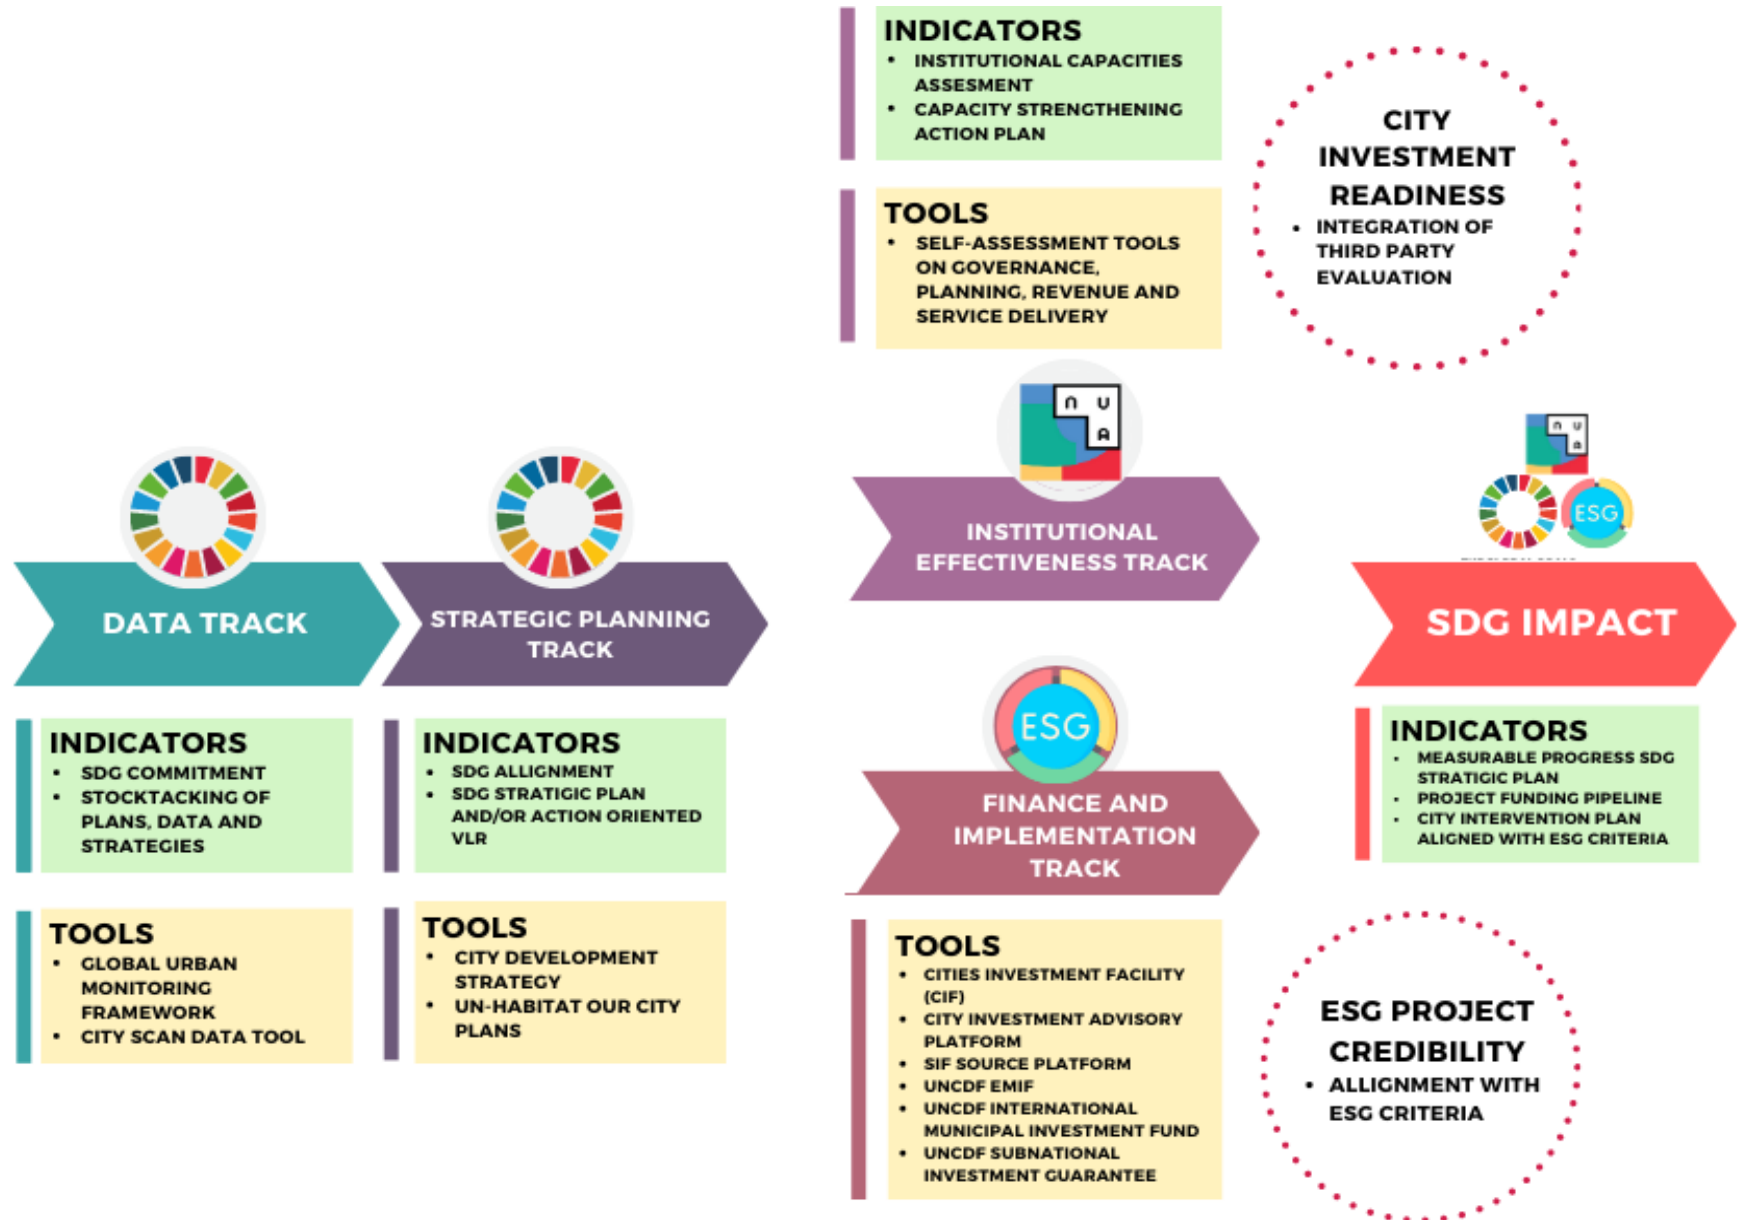 INDICATORS
• INSTITUTIONAL CAPACITIES
ASSESMENT
• CAPACITY STRENGTHENING
ACTION PLAN
TOOLS
• SELF-ASSESSMENT TOOLS
ON GOVERNANCE,
PLANNING, REVENUE AND
SERVICE DELIVERY
CITY
INVESTMENT
READINESS
• INTEGRATION OF
THIRD PARTY
EVALUATION
N U
A
INSTITUTIONAL
EFFECTIVENESS TRACK
DATA TRACK
INDICATORS
• SDG COMMITMENT
• STOCKTACKING OF
PLANS, DATA AND
STRATEGIES
TOOLS
• GLOBAL URBAN
MONITORING
FRAMEWORK
• CITY SCAN DATA TOOL
STRATEGIC PLANNING
TRACK
INDICATORS
• SDG ALLIGNMENT
• SDG STRATIGIC PLAN
AND/OR ACTION ORIENTED
VLR
TOOLS
• CITY DEVELOPMENT
STRATEGY
• UN-HABITAT OUR CITY
PLANS
ESG
FINANCE AND
IMPLEMENTATION
TRACK
TOOLS
• CITIES INVESTMENT FACILITY
(CIF)
• CITY INVESTMENT ADVISORY
PLATFORM
• SIF SOURCE PLATFORM
• UNCDF EMIF
• UNCDF INTERNATIONAL
MUNICIPAL INVESTMENT FUND
• UNCDF SUBNATIONAL
INVESTMENT GUARANTEE
N U
A
ESG
SDG IMPACT
INDICATORS
• MEASURABLE PROGRESS SDG
STRATIGIC PLAN
• PROJECT FUNDING PIPELINE
• CITY INTERVENTION PLAN
ALIGNED WITH ESG CRITERIA
ESG PROJECT
CREDIBILITY
• ALLIGNMENT WITH
ESG CRITERIA